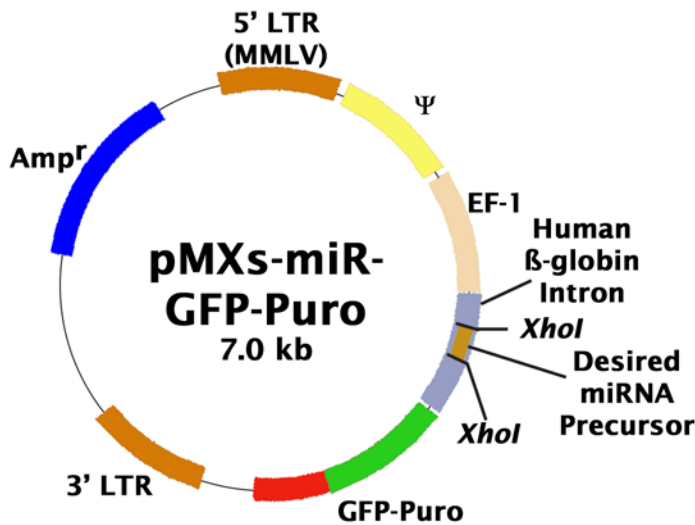 5’ LTR
(MMLV)
Ψ
Ampʳ
EF-1
Human
ß-globin
Intron
pMXs-miR-
GFP-Puro
7.0 kb
XhoI
Desired
miRNA
Precursor
XhoI
3’ LTR
GFP-Puro